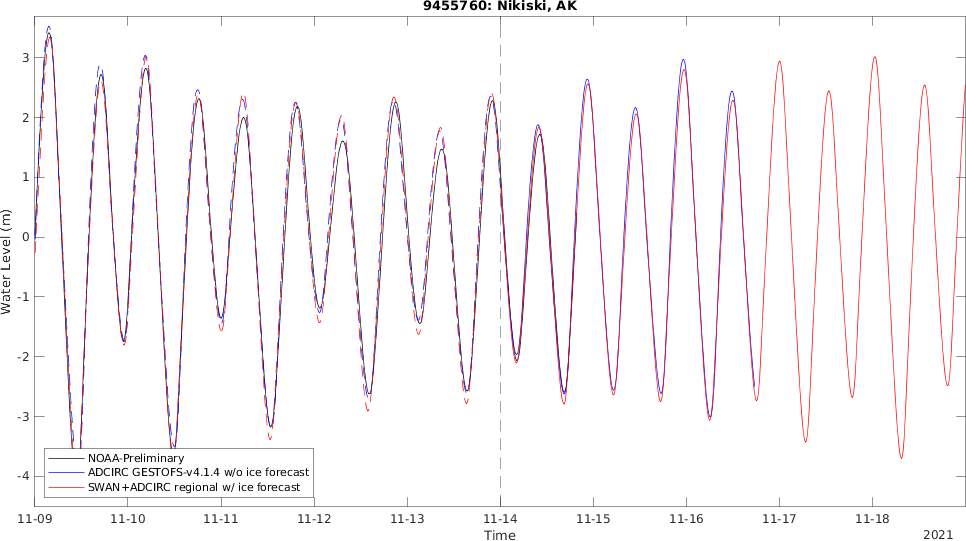 9455760: Nikiski, AK
Water Level (m)
3
2
1
0
-1
-2
-3
-4
NOAA-Preliminary
ADCIRC GESTOFS-v4.1.4 w/o ice forecast
SWAN+ADCIRC regional w/ ice forecast
11-09 11-10 11-11 11-12 11-13 11-14 11-15 11-16 11-17 11-18
Time
2021